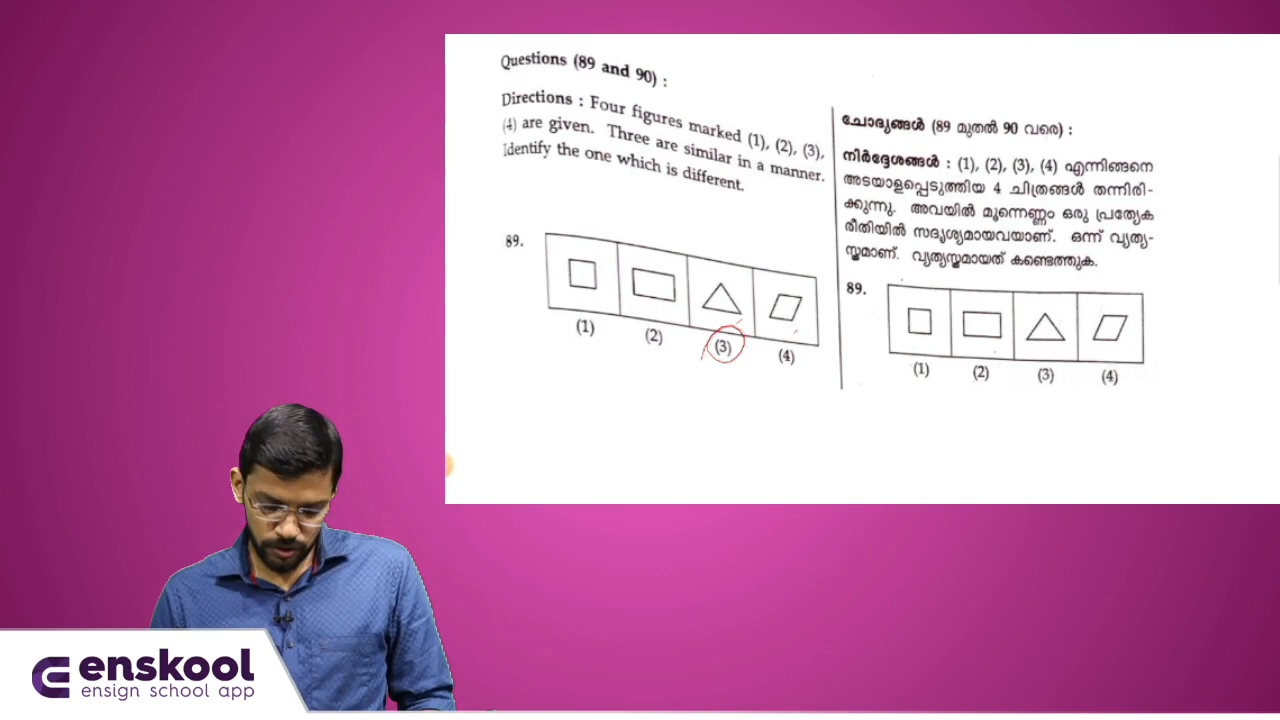 Questions (89 and 90) :
Directions : Four figures marked (1), (2), (3),
(4) are given. Three are similar in a manner.
Identify the one which is different.
89.
(1) (2) (3) (4)
ചോദ്യങ്ങൾ (89 മുതൽ 90 വരെ) :
നിർദ്ദേശങ്ങൾ : (1), (2), (3), (4) എന്നിങ്ങനെ
അടയാളപ്പെടുത്തിയ 4 ചിത്രങ്ങൾ തന്നിരി-
ക്കുന്നു. അവയിൽ മൂന്നെണ്ണം ഒരു പ്രത്യേക
രീതിയിൽ സദൃശ്യമായവയാണ്. ഒന്ന് വ്യത്യ-
സ്തമാണ്. വ്യത്യസ്തമായത് കണ്ടെത്തുക.
89.
(1) (2) (3) (4)
enskool
ensign school app